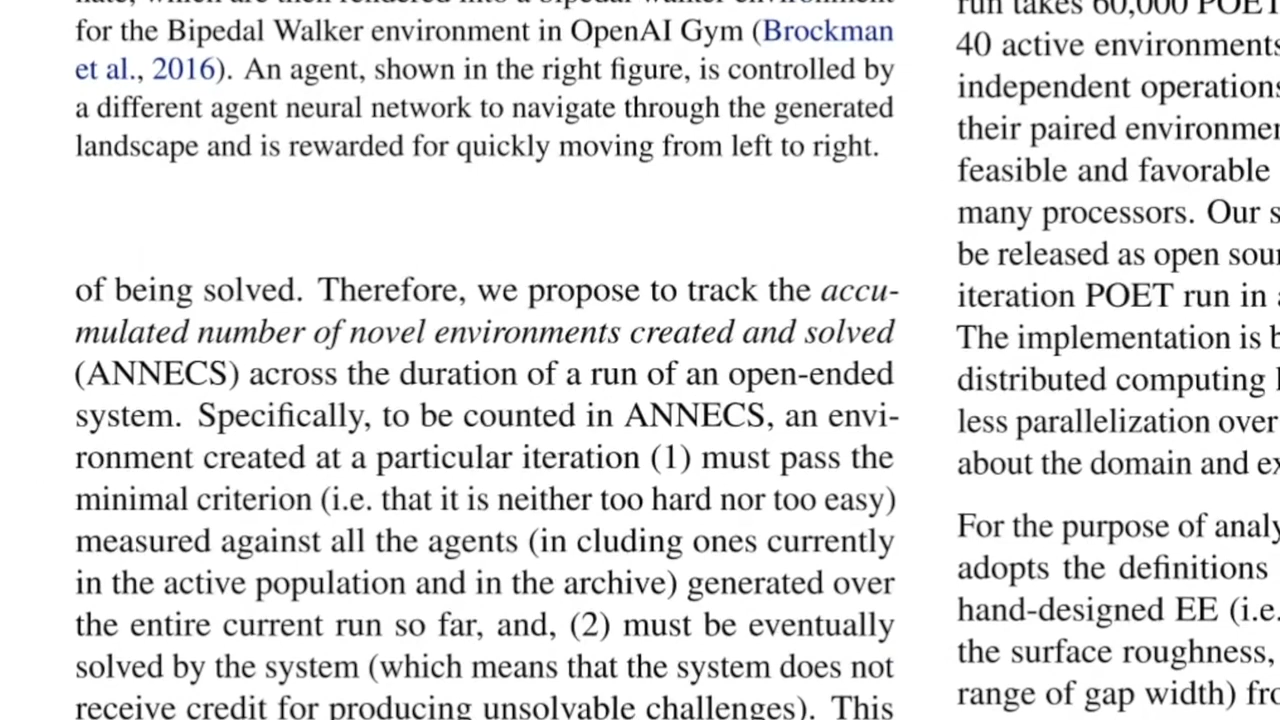 for the Bipedal Walker environment in OpenAI Gym (Brockman
et al., 2016). An agent, shown in the right figure, is controlled by
a different agent neural network to navigate through the generated
landscape and is rewarded for quickly moving from left to right.
of being solved. Therefore, we propose to track the accu-
mulated number of novel environments created and solved
(ANNECS) across the duration of a run of an open-ended
system. Specifically, to be counted in ANNECS, an envi-
ronment created at a particular iteration (1) must pass the
minimal criterion (i.e. that it is neither too hard nor too easy)
measured against all the agents (in cluding ones currently
in the active population and in the archive) generated over
the entire current run so far, and, (2) must be eventually
solved by the system (which means that the system does not
receive credit for producing unsolvable challenges). This
run takes 60,000 POET
40 active environments
independent operations
their paired
feasible and favorable
many processors. Our
be released as open
iteration POET run in
The implementation is
distributed computing
less parallelization over
about the domain and
For the purpose of
adopts the definitions
hand-designed EE (i.e.
the surface roughness,
range of gap width)